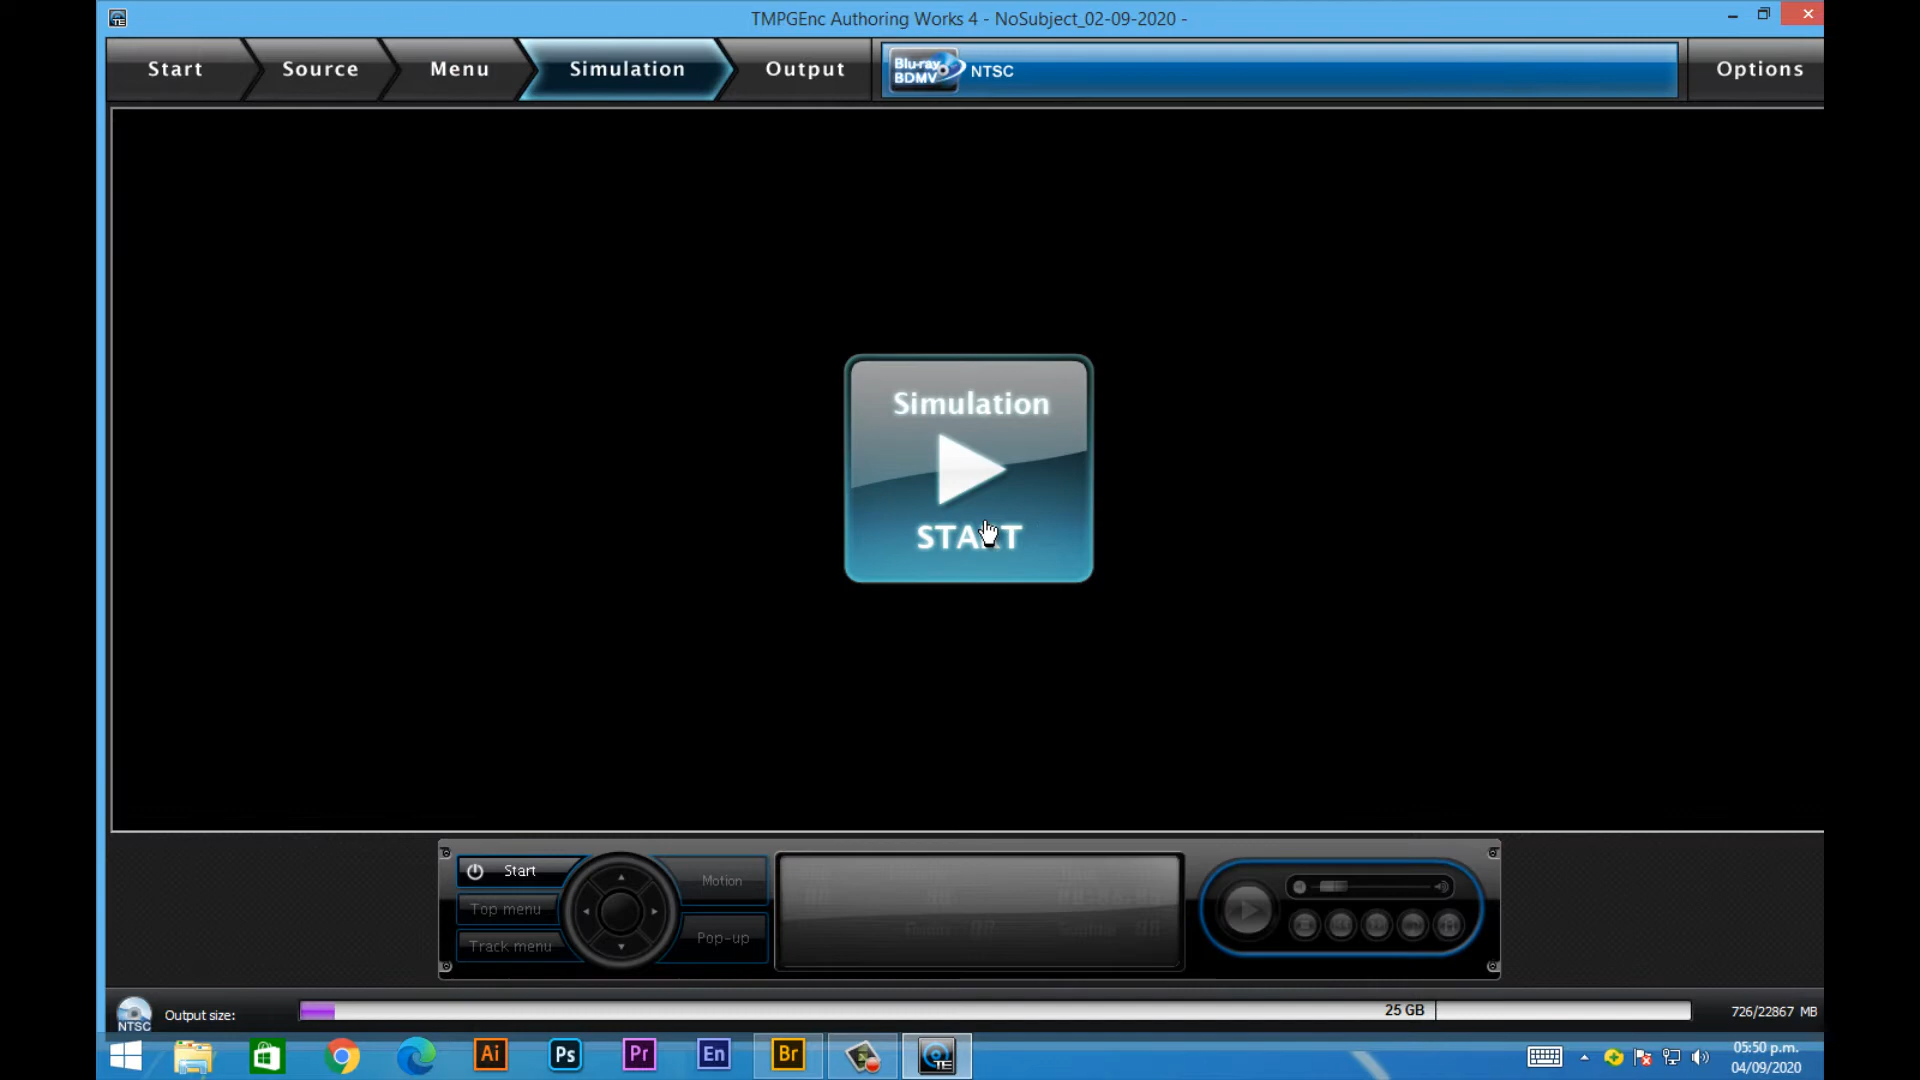 TMPGEnc Authoring Works 4 - NoSubject_02-09-2020 -
Start
Source
Menu
Simulation
Output
Blu-ray
BDMV
NTSC
Options
Simulation
START
Start
Top menu
Track menu
Motion
Pop-up
NTSC
Output size:
25 GB
726/22867 MB
Ai
Ps
Pr
En
Br
TE
05:50 p.m.
04/09/2020